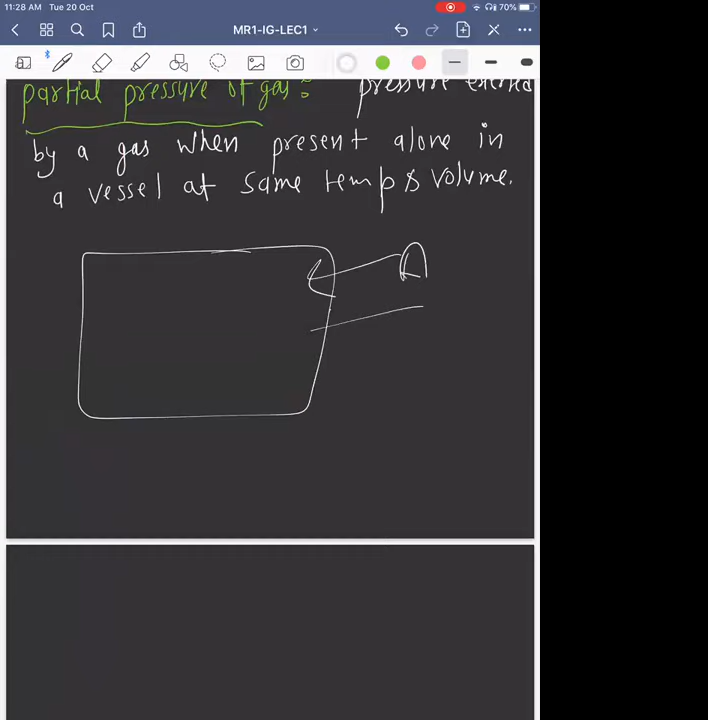 11:28 AM Tue 20 Oct
70%
MR1-IG-LEC1
partial pressure of gas : pressure exerted
by a gas when present alone in
a vessel at same temp & volume.
A